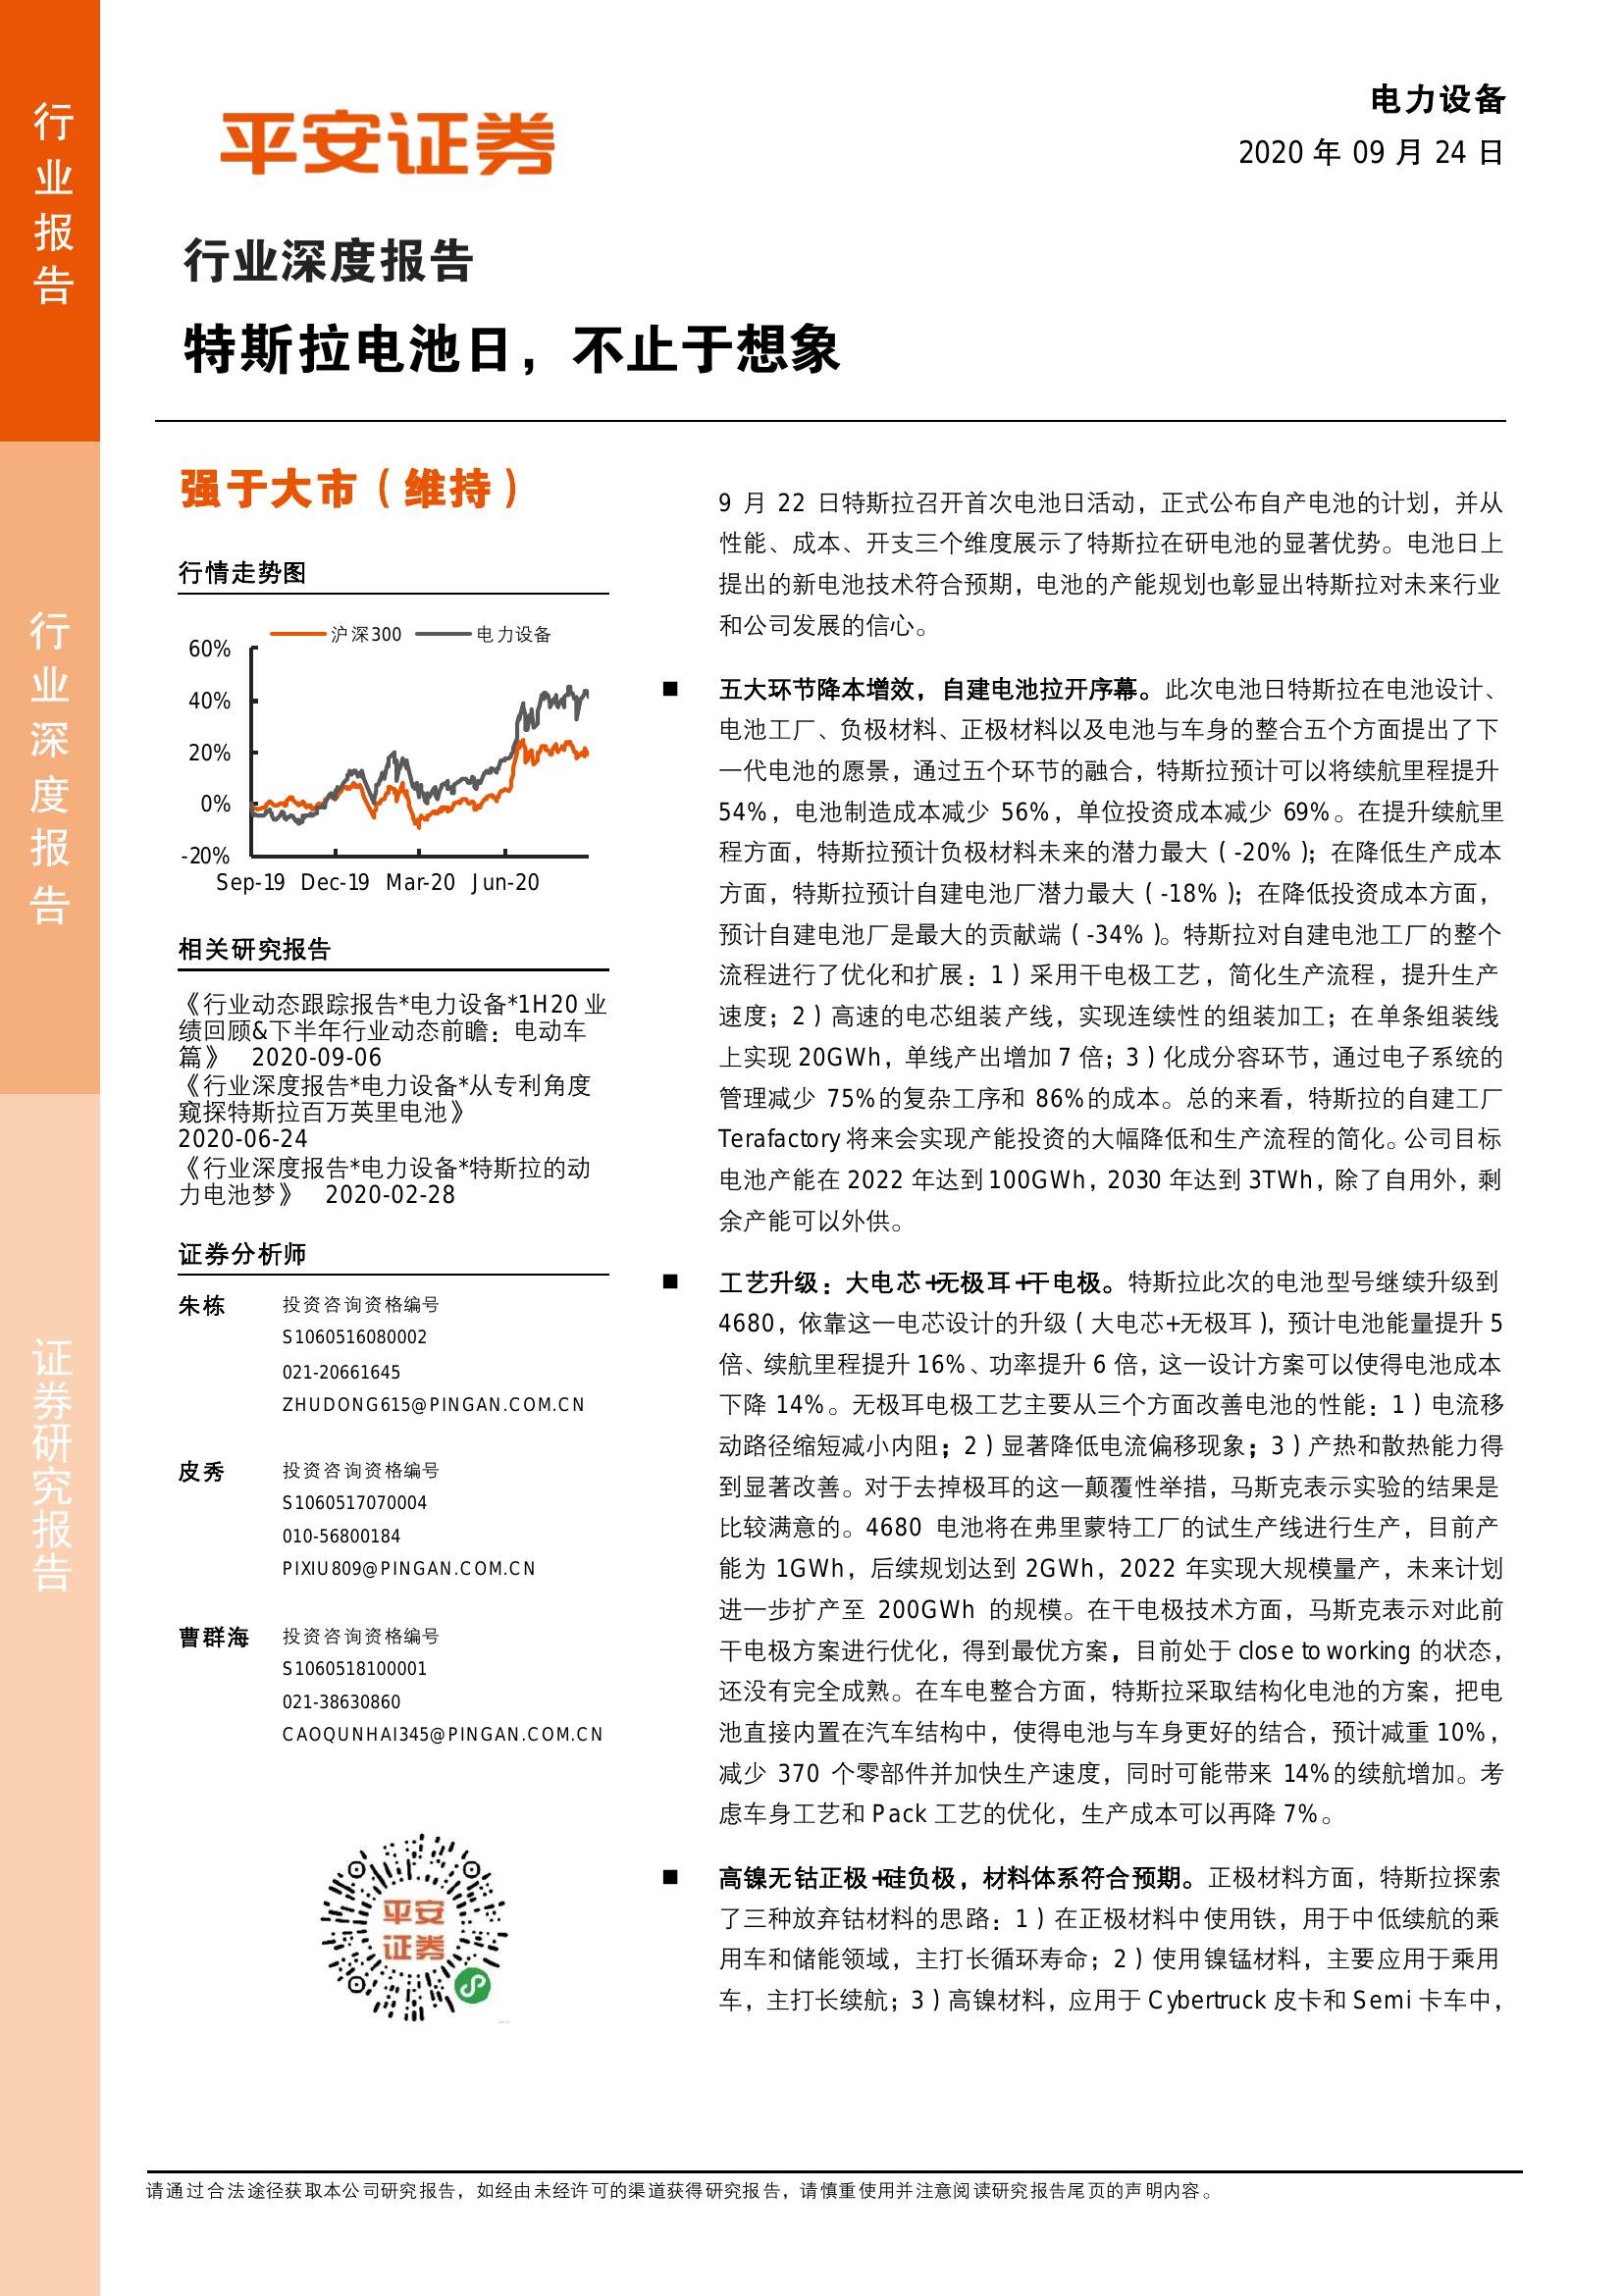 行业报告
行业深度报告
证券研究报告
平安证券
电力设备
2020 年 09 月 24 日
行业深度报告
特斯拉电池日，不止于想象
强于大市（维持）
行情走势图
沪深300 电力设备
60%
40%
20%
0%
-20%
Sep-19 Dec-19 Mar-20 Jun-20
相关研究报告
《行业动态跟踪报告*电力设备*1H20 业
绩回顾&下半年行业动态前瞻：电动车
篇》 2020-09-06
《行业深度报告*电力设备*从专利角度
窥探特斯拉百万英里电池》
2020-06-24
《行业深度报告*电力设备*特斯拉的动
力电池梦》 2020-02-28
证券分析师
朱栋 投资咨询资格编号
S1060516080002
021-20661645
ZHUDONG615@PINGAN.COM.CN
皮秀 投资咨询资格编号
S1060517070004
010-56800184
PIXIU809@PINGAN.COM.CN
曹群海 投资咨询资格编号
S1060518100001
021-38630860
CAOQUNHAI345@PINGAN.COM.CN
平安
证券
9 月 22 日特斯拉召开首次电池日活动，正式公布自产电池的计划，并从
性能、成本、开支三个维度展示了特斯拉在研电池的显著优势。电池日上
提出的新电池技术符合预期，电池的产能规划也彰显出特斯拉对未来行业
和公司发展的信心。
■ 五大环节降本增效，自建电池拉开序幕。此次电池日特斯拉在电池设计、
电池工厂、负极材料、正极材料以及电池与车身的整合五个方面提出了下
一代电池的愿景，通过五个环节的融合，特斯拉预计可以将续航里程提升
54%，电池制造成本减少 56%，单位投资成本减少 69%。在提升续航里
程方面，特斯拉预计负极材料未来的潜力最大（-20%）；在降低生产成本
方面，特斯拉预计自建电池厂潜力最大（-18%）；在降低投资成本方面，
预计自建电池厂是最大的贡献端（-34%）。特斯拉对自建电池工厂的整个
流程进行了优化和扩展：1）采用干电极工艺，简化生产流程，提升生产
速度；2）高速的电芯组装产线，实现连续性的组装加工；在单条组装线
上实现 20GWh，单线产出增加 7 倍；3）化成分容环节，通过电子系统的
管理减少 75%的复杂工序和 86%的成本。总的来看，特斯拉的自建工厂
Terafactory 将来会实现产能投资的大幅降低和生产流程的简化。公司目标
电池产能在 2022 年达到 100GWh，2030 年达到 3TWh，除了自用外，剩
余产能可以外供。
■ 工艺升级：大电芯+无极耳+干电极。特斯拉此次的电池型号继续升级到
4680，依靠这一电芯设计的升级（大电芯+无极耳），预计电池能量提升 5
倍、续航里程提升 16%、功率提升 6 倍，这一设计方案可以使得电池成本
下降 14%。无极耳电极工艺主要从三个方面改善电池的性能：1）电流移
动路径缩短减小内阻；2）显著降低电流偏移现象；3）产热和散热能力得
到显著改善。对于去掉极耳的这一颠覆性举措，马斯克表示实验的结果是
比较满意的。4680 电池将在弗里蒙特工厂的试生产线进行生产，目前产
能为 1GWh，后续规划达到 2GWh，2022 年实现大规模量产，未来计划
进一步扩产至 200GWh 的规模。在干电极技术方面，马斯克表示对此前
干电极方案进行优化，得到最优方案，目前处于 close to working 的状态，
还没有完全成熟。在车电整合方面，特斯拉采取结构化电池的方案，把电
池直接内置在汽车结构中，使得电池与车身更好的结合，预计减重 10%，
减少 370 个零部件并加快生产速度，同时可能带来 14%的续航增加。考
虑车身工艺和 Pack 工艺的优化，生产成本可以再降 7%。
■ 高镍无钴正极+硅负极，材料体系符合预期。正极材料方面，特斯拉探索
了三种放弃钴材料的思路：1）在正极材料中使用铁，用于中低续航的乘
用车和储能领域，主打长循环寿命；2）使用镍锰材料，主要应用于乘用
车，主打长续航；3）高镍材料，应用于 Cybertruck 皮卡和 Semi 卡车中，
请通过合法途径获取本公司研究报告，如经由未经许可的渠道获得研究报告，请慎重使用并注意阅读研究报告尾页的声明内容。